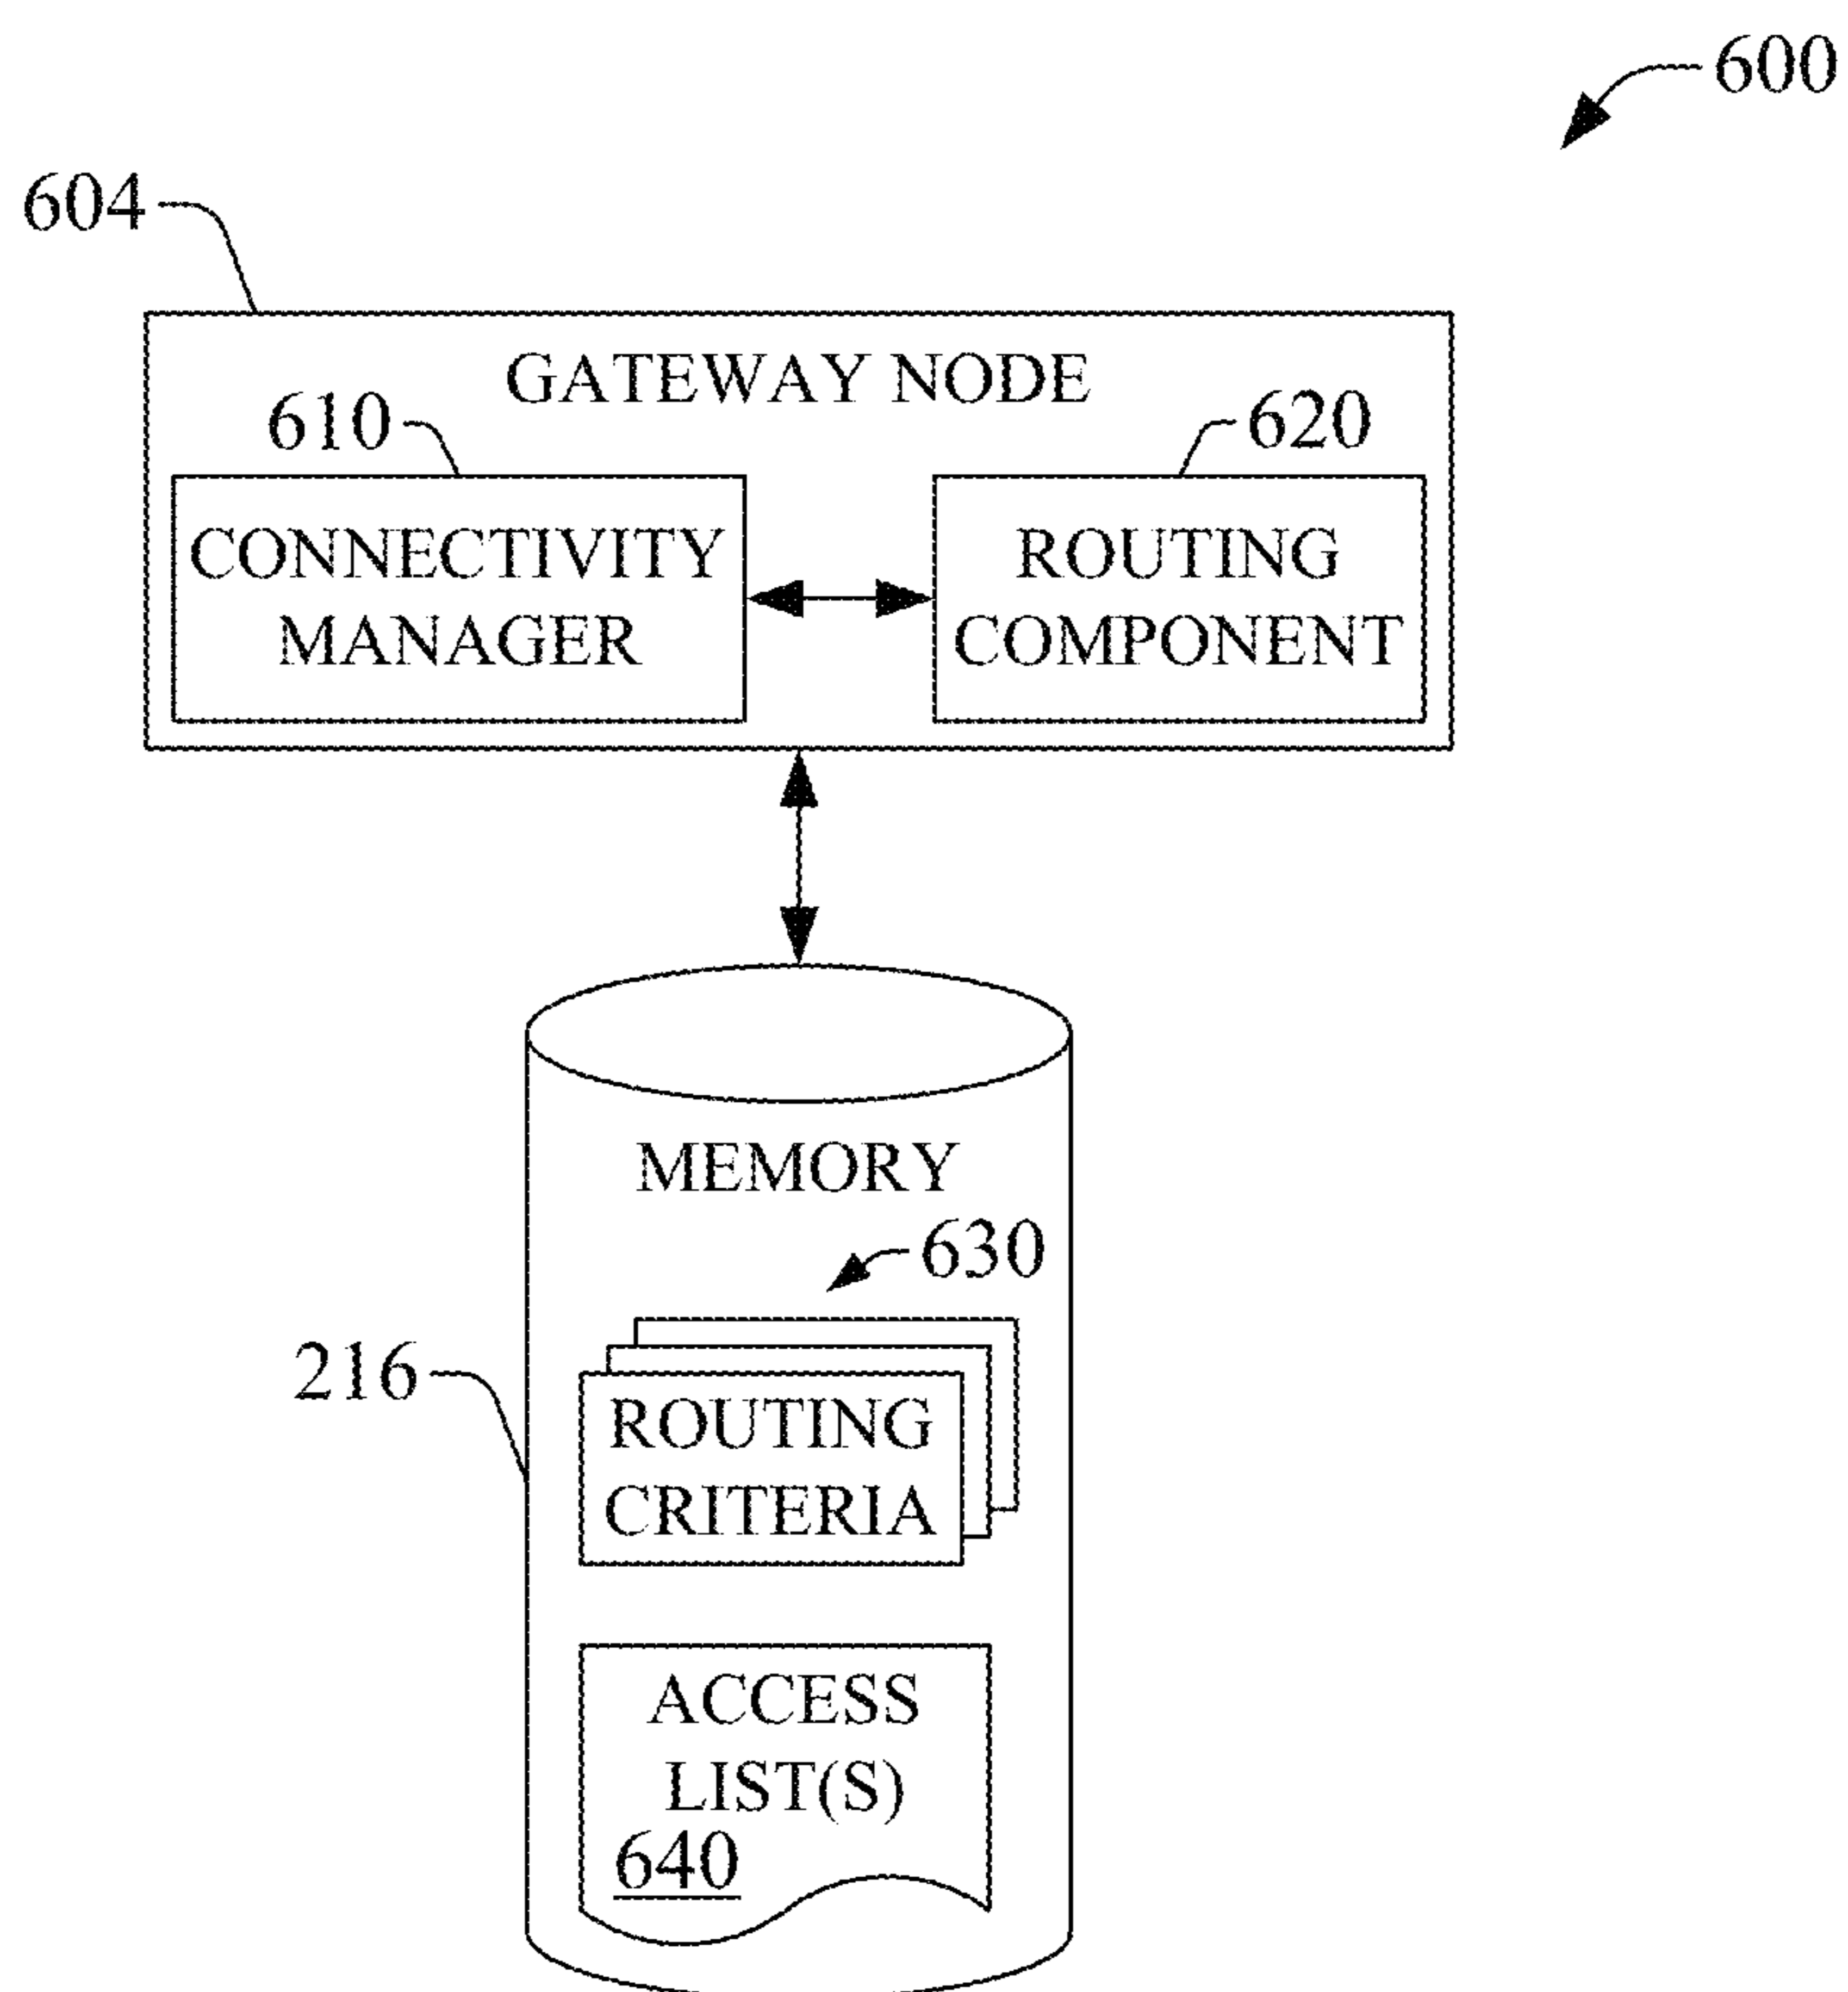 600
604
GATEWAY NODE
610
620
CONNECTIVITY
MANAGER
ROUTING
COMPONENT
MEMORY
630
216
ROUTING
CRITERIA
ACCESS
LIST(S)
640